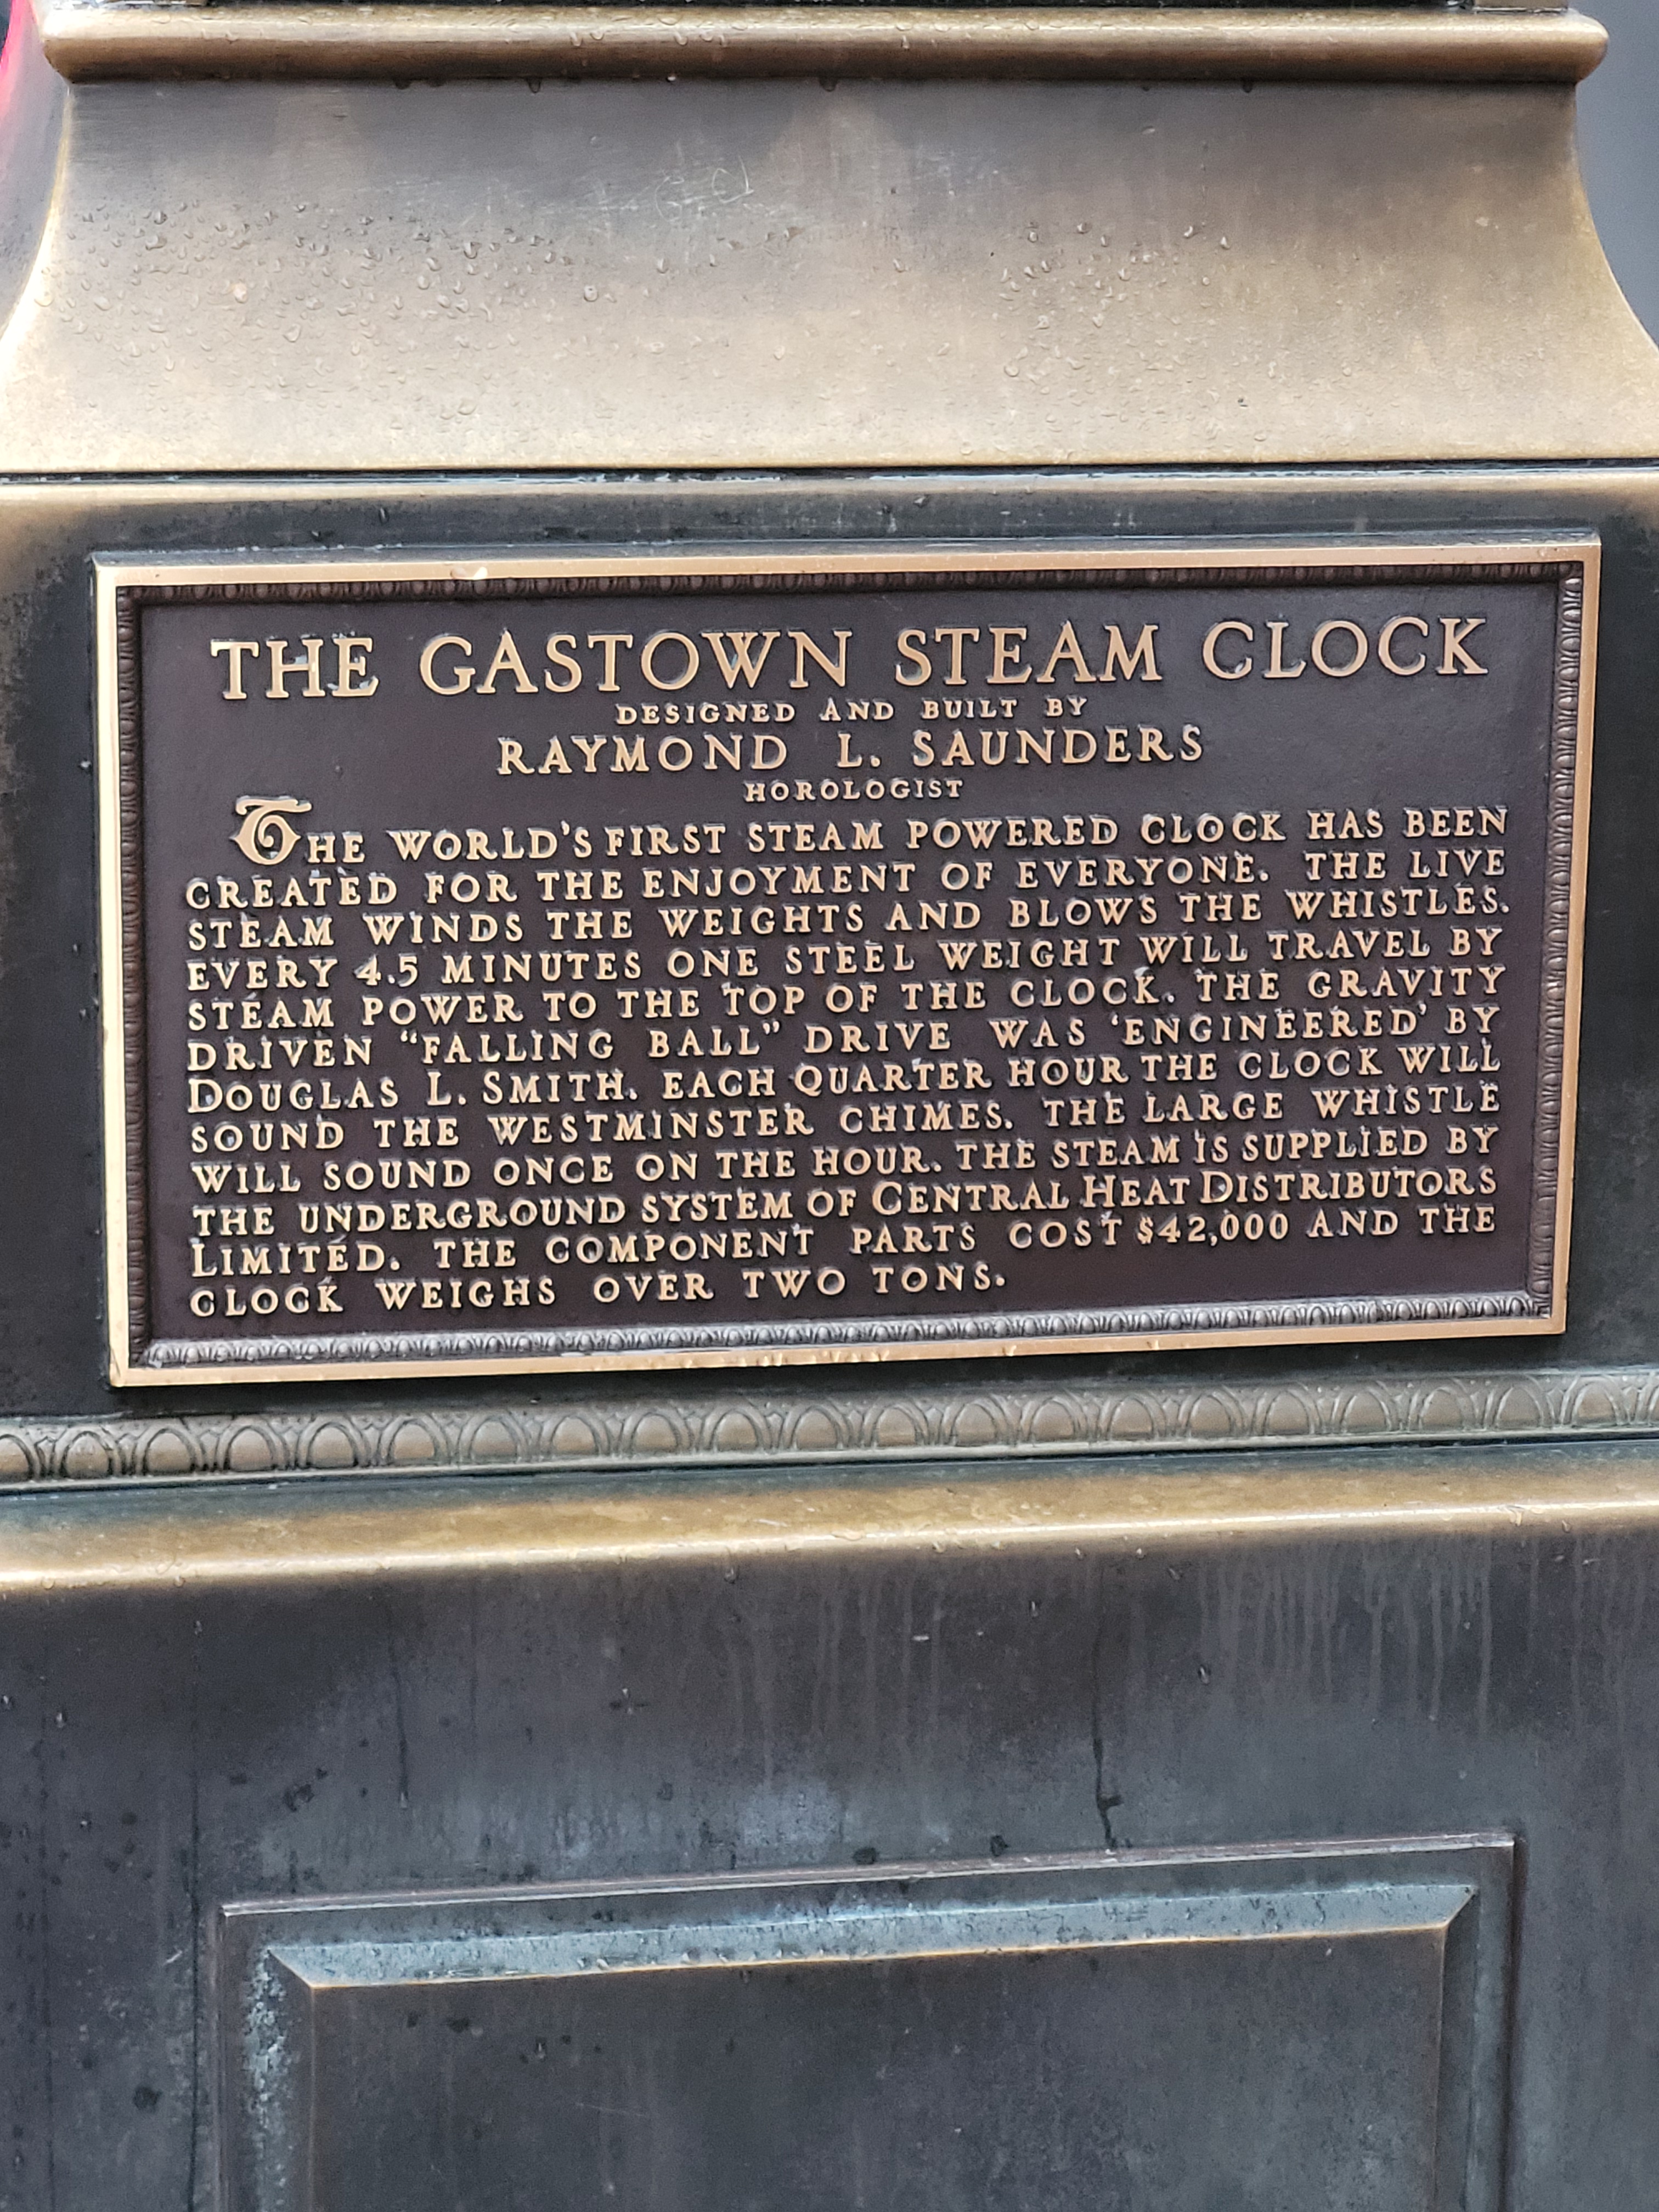 THE GASTOWN STEAM CLOCK
DESIGNED AND BUILT BY
RAYMOND L. SAUNDERS
HOROLOGIST
THE WORLD'S FIRST STEAM POWERED CLOCK HAS BEEN
CREATED FOR THE ENJOYMENT OF EVERYONE. THE LIVE
STEAM WINDS THE WEIGHTS AND BLOWS THE WHISTLES.
EVERY 4.5 MINUTES ONE STEEL WEIGHT WILL TRAVEL BY
STEAM POWER TO THE TOP OF THE CLOCK. THE GRAVITY
DRIVEN "FALLING BALL" DRIVE WAS 'ENGINEERED' BY
DOUGLAS L. SMITH. EACH QUARTER HOUR THE CLOCK WILL
SOUND THE WESTMINSTER CHIMES. THE LARGE WHISTLE
WILL SOUND ONCE ON THE HOUR. THE STEAM IS SUPPLIED BY
THE UNDERGROUND SYSTEM OF CENTRAL HEAT DISTRIBUTORS
LIMITED. THE COMPONENT PARTS COST $42,000 AND THE
CLOCK WEIGHS OVER TWO TONS.